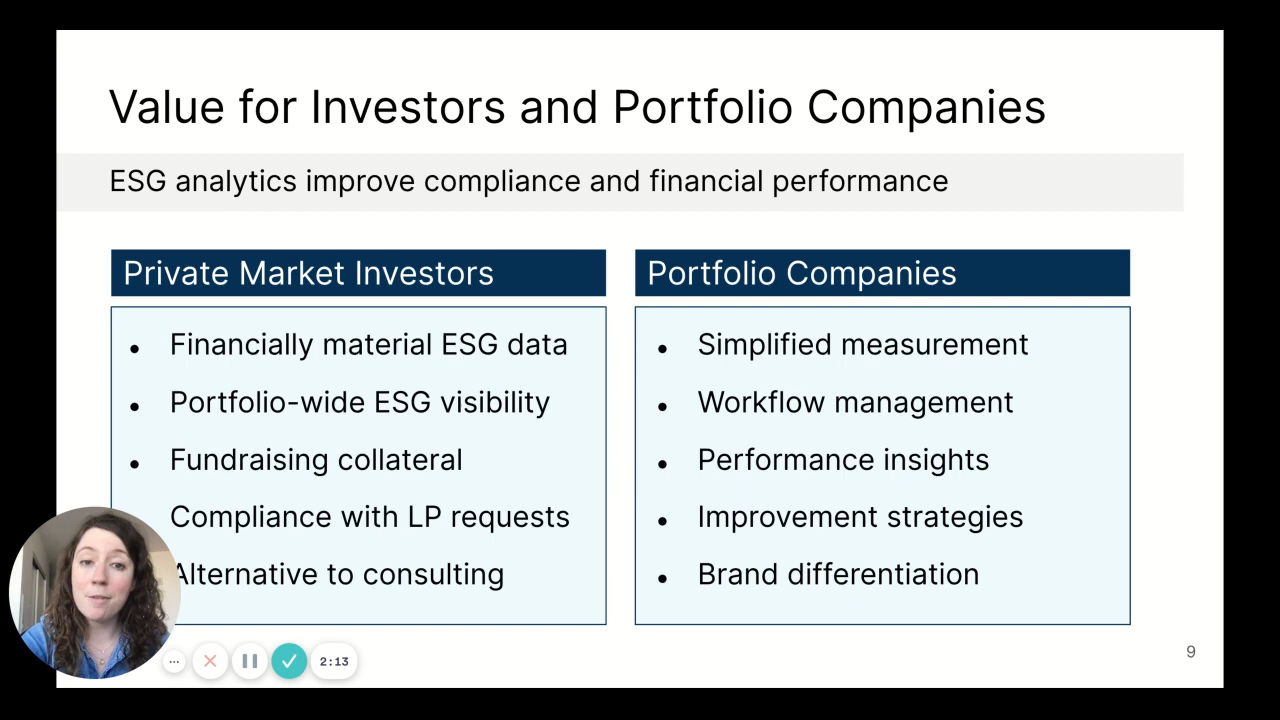 Value for Investors and Portfolio Companies
ESG analytics improve compliance and financial performance
Private Market Investors
Financially material ESG data
Portfolio-wide ESG visibility
Fundraising collateral
Compliance with LP requests
Alternative to consulting
Portfolio Companies
Simplified measurement
Workflow management
Performance insights
Improvement strategies
Brand differentiation
2:13
9